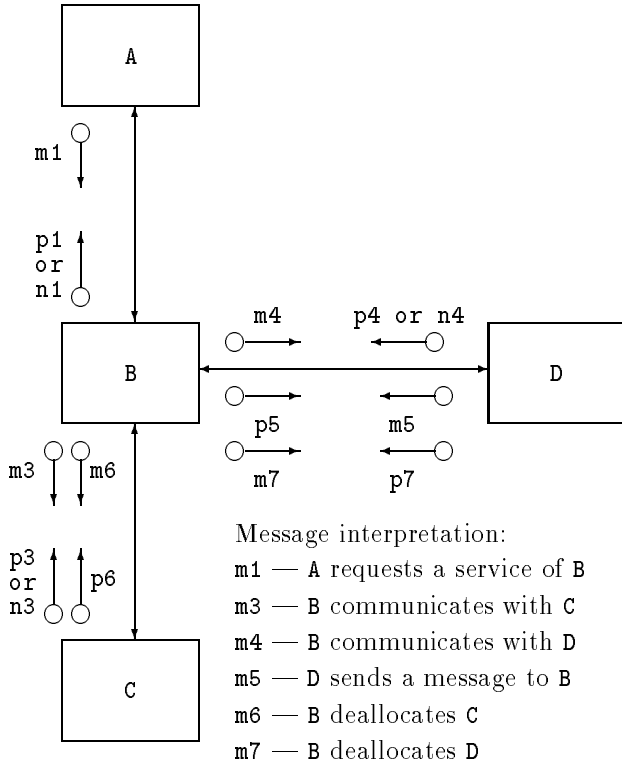 A
m1
p1
or
n1
m4
p4 or n4
B
D
p5
m5
m7
p7
m3
m6
p3
or
n3
p6
C
Message interpretation:
m1 — A requests a service of B
m3 — B communicates with C
m4 — B communicates with D
m5 — D sends a message to B
m6 — B deallocates C
m7 — B deallocates D